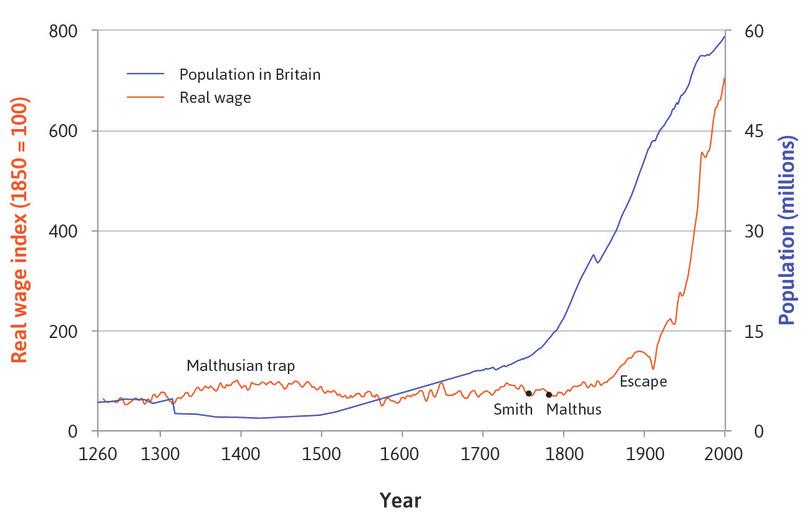 800
600
400
200
0
60
45
30
15
0
Real wage index (1850 = 100)
Population (millions)
Population in Britain
Real wage
Malthusian trap
Smith
Malthus
Escape
1260
1300
1400
1500
1600
1700
1800
1900
2000
Year